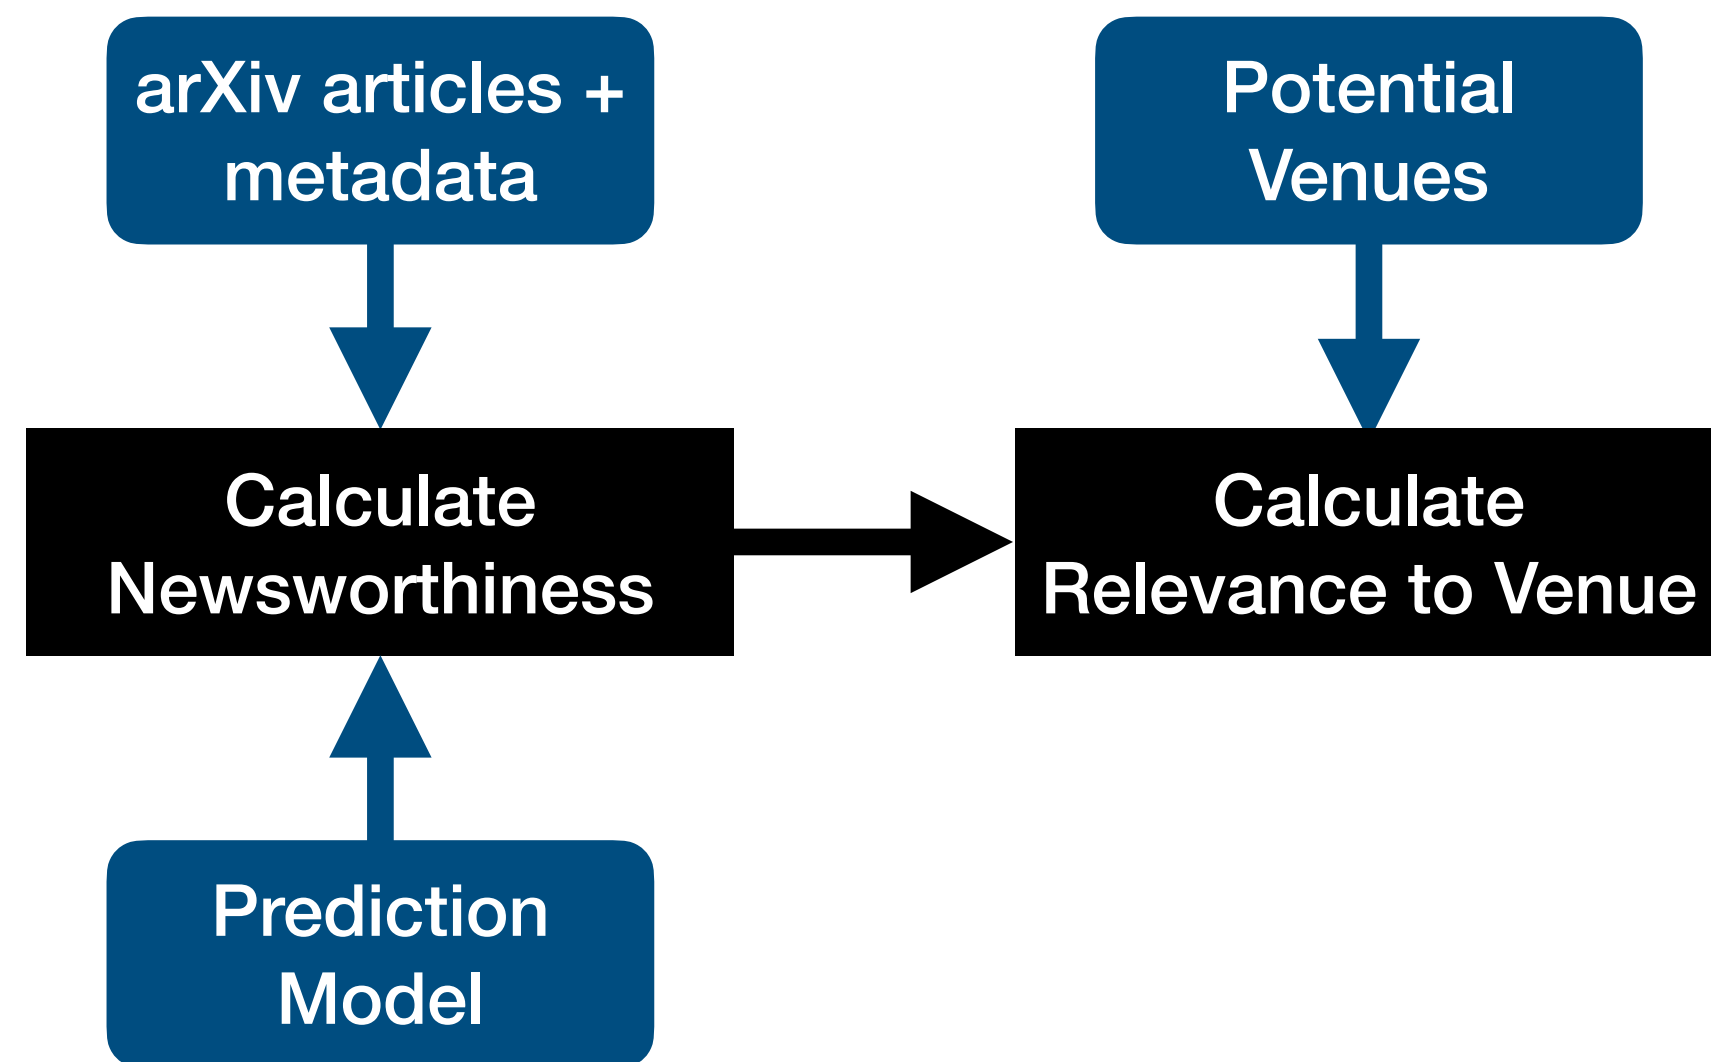 arXiv articles +
metadata
Potential
Venues
Calculate
Newsworthiness
Calculate
Relevance to Venue
Prediction
Model